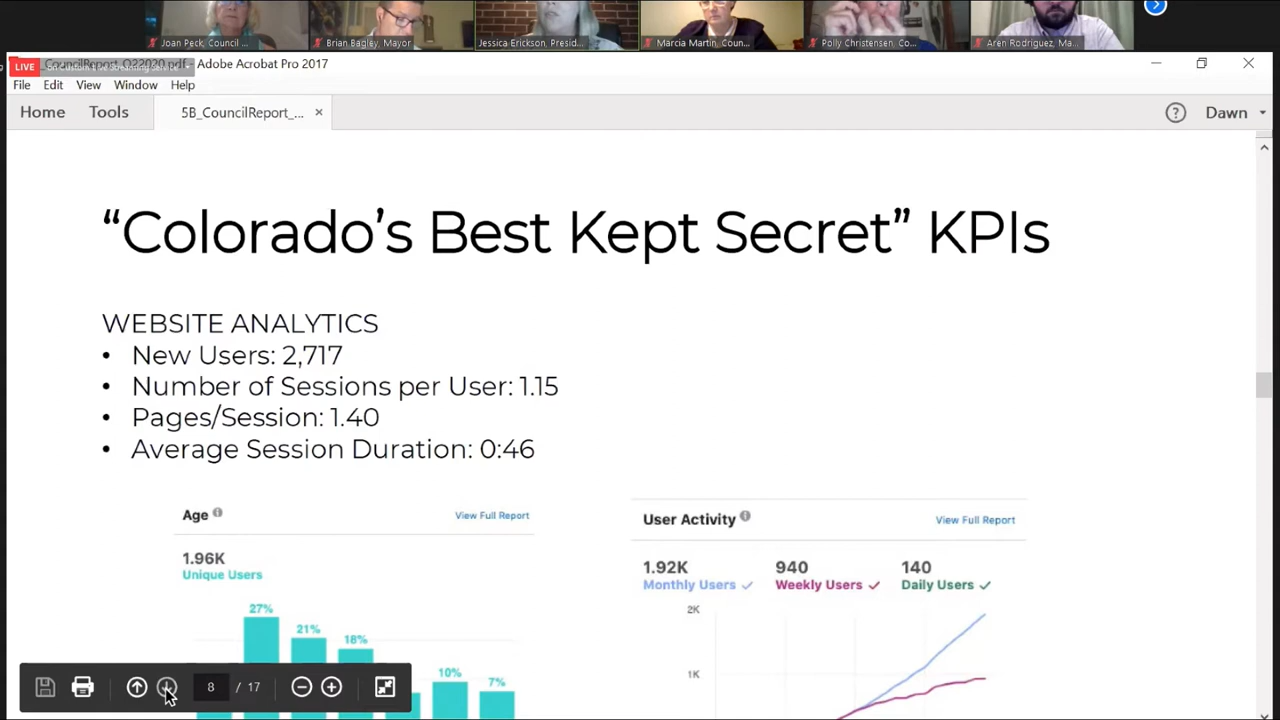 Joan Peck, Council ...
Brian Bagley, Mayor
Jessica Erickson, Presid...
Marcia Martin, Coun...
Polly Christensen, Co...
Aren Rodriguez, Ma...
LIVE
- Adobe Acrobat Pro 2017
File Edit View Window Help
Home Tools 5B_CouncilReport_... × Dawn
“Colorado’s Best Kept Secret” KPIs
WEBSITE ANALYTICS
• New Users: 2,717
• Number of Sessions per User: 1.15
• Pages/Session: 1.40
• Average Session Duration: 0:46
Age View Full Report
1.96K
Unique Users
27%
21%
18%
10%
7%
User Activity View Full Report
1.92K 940 140
Monthly Users Weekly Users Daily Users
2K
1K
8 / 17